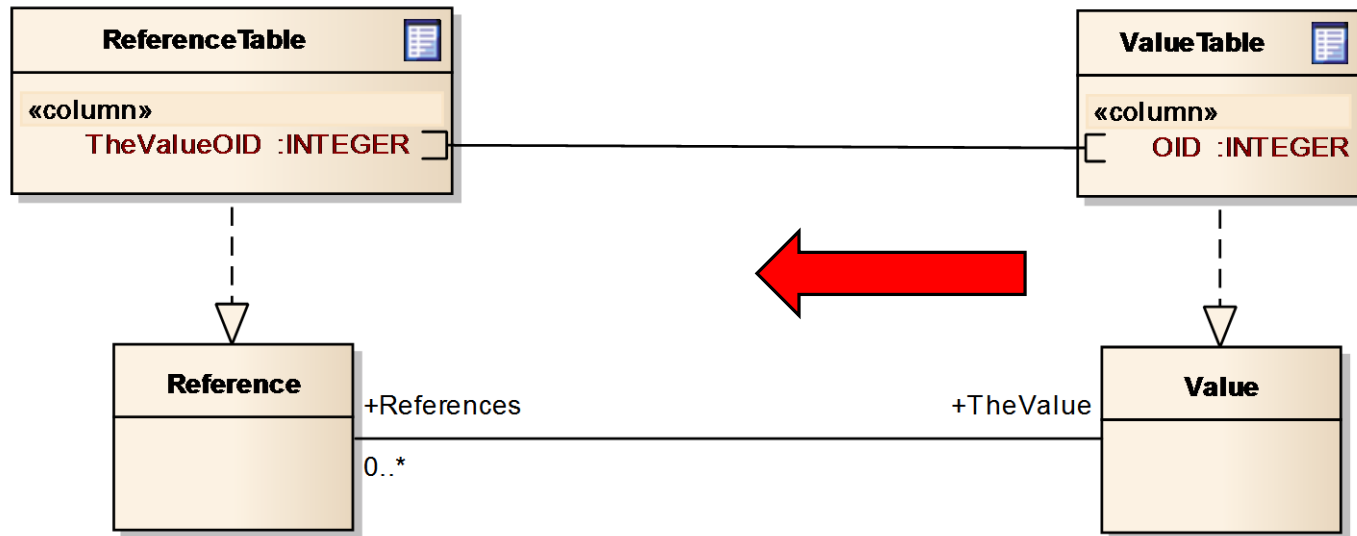 ReferenceTable
«column»
TheValueOID :INTEGER
ValueTable
«column»
OID :INTEGER
Reference
+References
0..*
+TheValue
Value